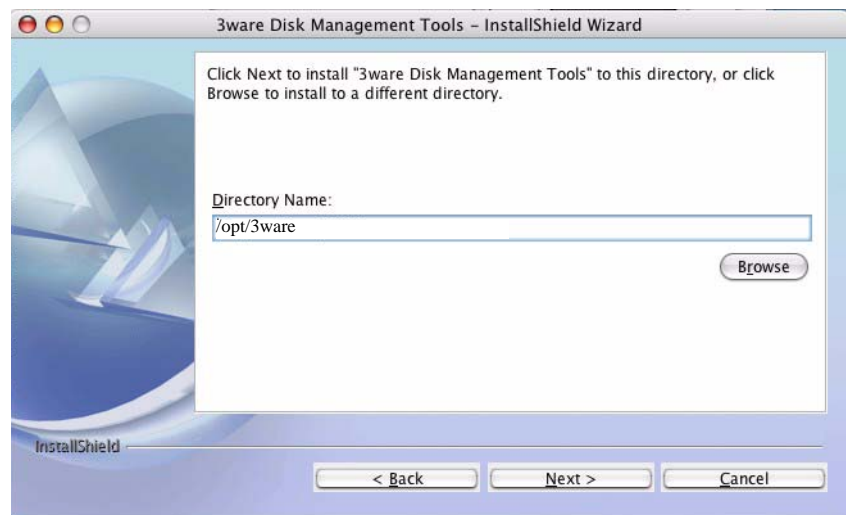 3ware Disk Management Tools – InstallShield Wizard
Click Next to install "3ware Disk Management Tools" to this directory, or click
Browse to install to a different directory.
Directory Name:
/opt/3ware
Browse
InstallShield
< Back
Next >
Cancel